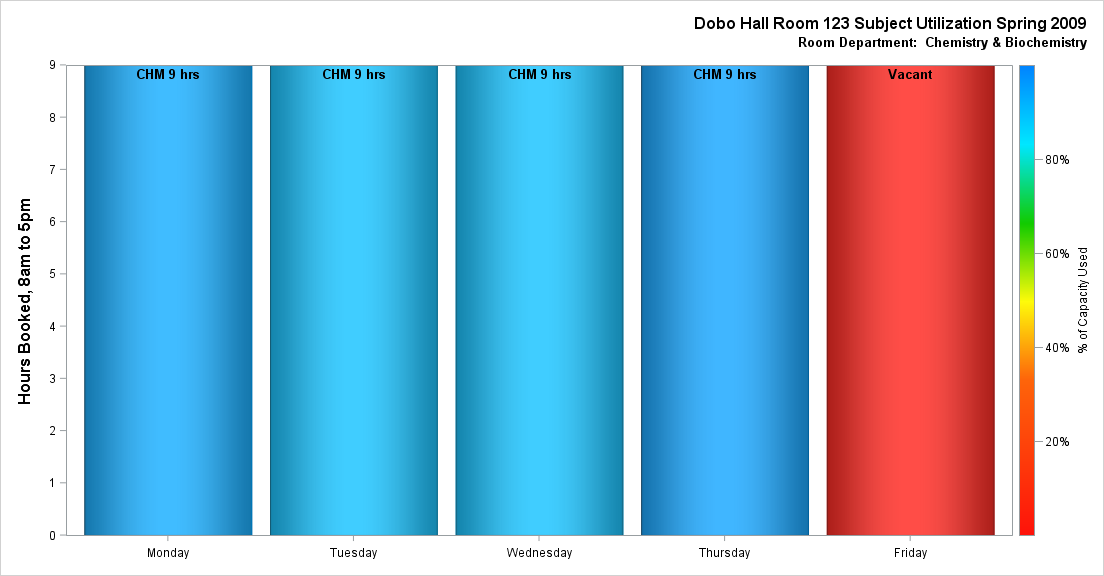 Dobo Hall Room 123 Subject Utilization Spring 2009
Room Department:  Chemistry & Biochemistry
Hours Booked, 8am to 5pm
9
8
7
6
5
4
3
2
1
0
CHM 9 hrs
CHM 9 hrs
CHM 9 hrs
CHM 9 hrs
Vacant
Monday
Tuesday
Wednesday
Thursday
Friday
80%
60%
40%
20%
% of Capacity Used